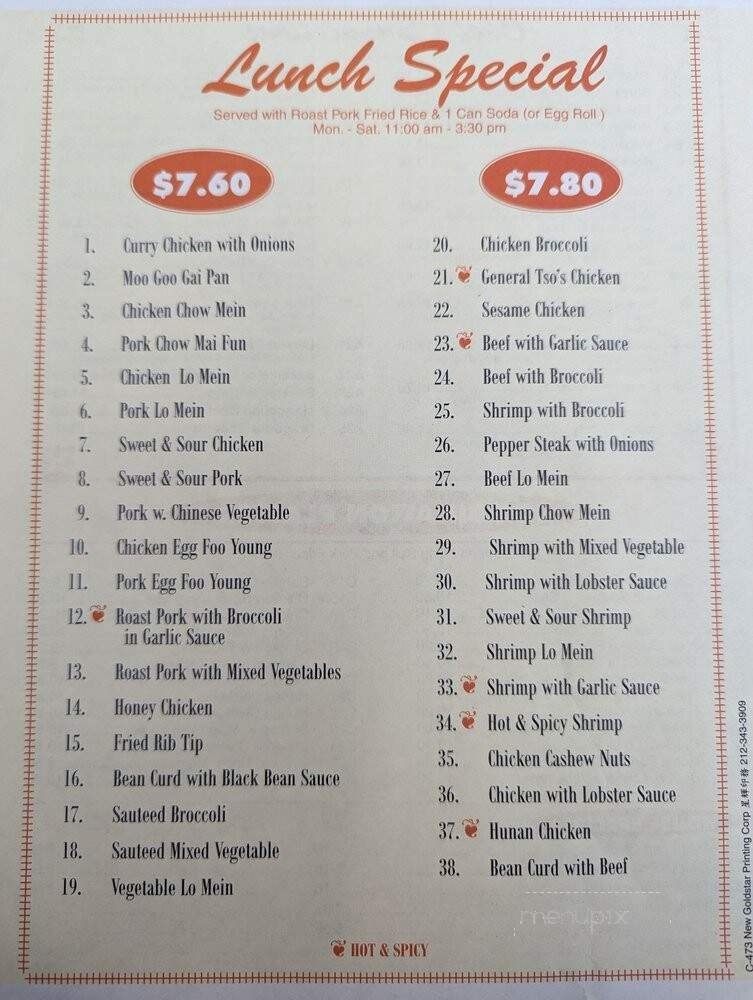 Lunch Special
Served with Roast Pork Fried Rice & 1 Can Soda (or Egg Roll )
Mon. - Sat. 11:00 am - 3:30 pm
$7.60
1. Curry Chicken with Onions
2. Moo Goo Gai Pan
3. Chicken Chow Mein
4. Pork Chow Mai Fun
5. Chicken Lo Mein
6. Pork Lo Mein
7. Sweet & Sour Chicken
8. Sweet & Sour Pork
9. Pork w. Chinese Vegetable
10. Chicken Egg Foo Young
11. Pork Egg Foo Young
12. Roast Pork with Broccoli
in Garlic Sauce
13. Roast Pork with Mixed Vegetables
14. Honey Chicken
15. Fried Rib Tip
16. Bean Curd with Black Bean Sauce
17. Sauteed Broccoli
18. Sauteed Mixed Vegetable
19. Vegetable Lo Mein
$7.80
20. Chicken Broccoli
21. General Tso's Chicken
22. Sesame Chicken
23. Beef with Garlic Sauce
24. Beef with Broccoli
25. Shrimp with Broccoli
26. Pepper Steak with Onions
27. Beef Lo Mein
28. Shrimp Chow Mein
29. Shrimp with Mixed Vegetable
30. Shrimp with Lobster Sauce
31. Sweet & Sour Shrimp
32. Shrimp Lo Mein
33. Shrimp with Garlic Sauce
34. Hot & Spicy Shrimp
35. Chicken Cashew Nuts
36. Chicken with Lobster Sauce
37. Hunan Chicken
38. Bean Curd with Beef
menupix
HOT & SPICY
C-473 New Goldstar Printing Corp 星輝印務 212-343-3909